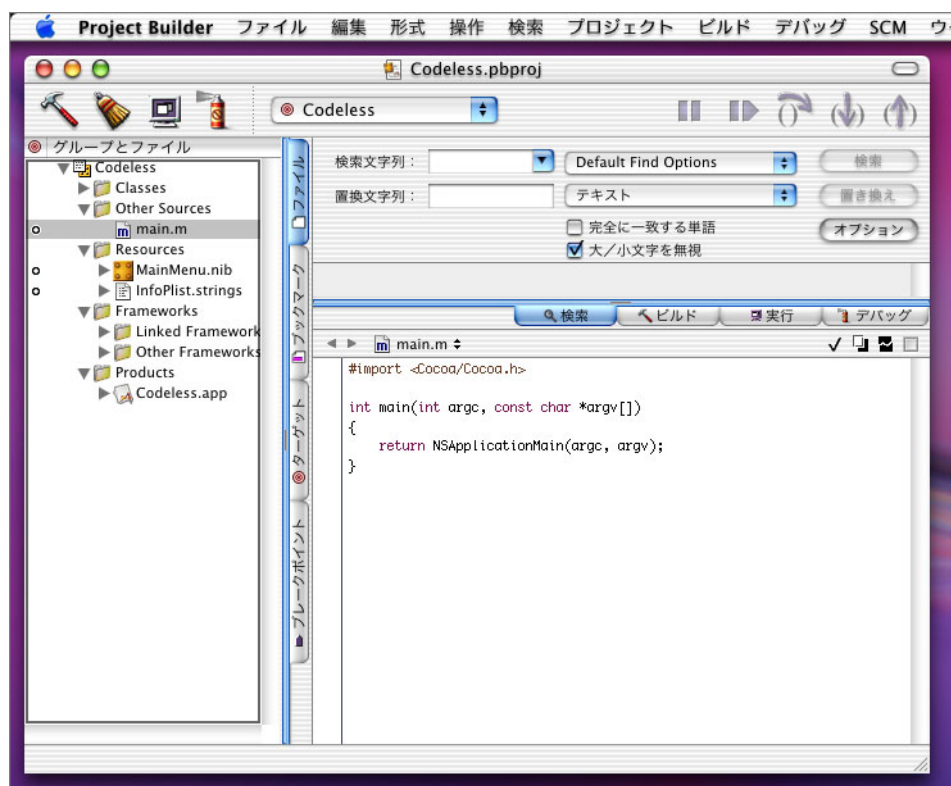 Project Builder ファイル 編集 形式 操作 検索 プロジェクト ビルド デバッグ SCM
Codeless.pbproj
Codeless
グループとファイル
Codeless
Classes
Other Sources
main.m
Resources
MainMenu.nib
InfoPlist.strings
Frameworks
Linked Framework
Other Frameworks
Products
Codeless.app
ファイル
ブックマーク
ターゲット
ブレークポイント
検索文字列： Default Find Options 検索
置換文字列： テキスト 置き換え
完全に一致する単語 オプション
大／小文字を無視
検索 ビルド 実行 デバッグ
main.m
#import <Cocoa/Cocoa.h>
int main(int argc, const char *argv[])
{
return NSApplicationMain(argc, argv);
}